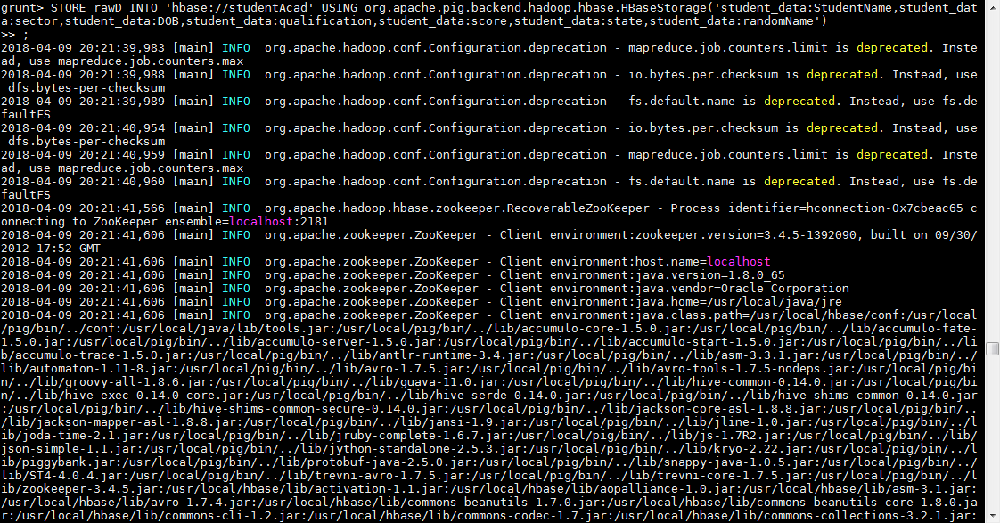 grunt> STORE rawD INTO 'hbase://studentAcad' USING org.apache.pig.backend.hadoop.hbase.HBaseStorage('student_data:StudentName,student_dat
a:sector,student_data:DOB,student_data:qualification,student_data:score,student_data:state,student_data:randomName')
>> ;
2018-04-09 20:21:39,983 [main] INFO  org.apache.hadoop.conf.Configuration.deprecation - mapreduce.job.counters.limit is deprecated. Inste
ad, use mapreduce.job.counters.max
2018-04-09 20:21:39,988 [main] INFO  org.apache.hadoop.conf.Configuration.deprecation - io.bytes.per.checksum is deprecated. Instead, use
 dfs.bytes-per-checksum
2018-04-09 20:21:39,989 [main] INFO  org.apache.hadoop.conf.Configuration.deprecation - fs.default.name is deprecated. Instead, use fs.de
faultFS
2018-04-09 20:21:40,954 [main] INFO  org.apache.hadoop.conf.Configuration.deprecation - io.bytes.per.checksum is deprecated. Instead, use
 dfs.bytes-per-checksum
2018-04-09 20:21:40,959 [main] INFO  org.apache.hadoop.conf.Configuration.deprecation - mapreduce.job.counters.limit is deprecated. Inste
ad, use mapreduce.job.counters.max
2018-04-09 20:21:40,960 [main] INFO  org.apache.hadoop.conf.Configuration.deprecation - fs.default.name is deprecated. Instead, use fs.de
faultFS
2018-04-09 20:21:41,566 [main] INFO  org.apache.hadoop.hbase.zookeeper.RecoverableZooKeeper - Process identifier=hconnection-0x7cbeac65 c
onnecting to ZooKeeper ensemble=localhost:2181
2018-04-09 20:21:41,606 [main] INFO  org.apache.zookeeper.ZooKeeper - Client environment:zookeeper.version=3.4.5-1392090, built on 09/30/
2012 17:52 GMT
2018-04-09 20:21:41,606 [main] INFO  org.apache.zookeeper.ZooKeeper - Client environment:host.name=localhost
2018-04-09 20:21:41,606 [main] INFO  org.apache.zookeeper.ZooKeeper - Client environment:java.version=1.8.0_65
2018-04-09 20:21:41,606 [main] INFO  org.apache.zookeeper.ZooKeeper - Client environment:java.vendor=Oracle Corporation
2018-04-09 20:21:41,606 [main] INFO  org.apache.zookeeper.ZooKeeper - Client environment:java.home=/usr/local/java/jre
2018-04-09 20:21:41,606 [main] INFO  org.apache.zookeeper.ZooKeeper - Client environment:java.class.path=/usr/local/hbase/conf:/usr/local
/pig/bin/../conf:/usr/local/java/lib/tools.jar:/usr/local/pig/bin/../lib/accumulo-core-1.5.0.jar:/usr/local/pig/bin/../lib/accumulo-fate-
1.5.0.jar:/usr/local/pig/bin/../lib/accumulo-server-1.5.0.jar:/usr/local/pig/bin/../lib/accumulo-start-1.5.0.jar:/usr/local/pig/bin/../li
b/accumulo-trace-1.5.0.jar:/usr/local/pig/bin/../lib/antlr-runtime-3.4.jar:/usr/local/pig/bin/../lib/asm-3.3.1.jar:/usr/local/pig/bin/../
lib/automaton-1.11-8.jar:/usr/local/pig/bin/../lib/avro-1.7.5.jar:/usr/local/pig/bin/../lib/avro-tools-1.7.5-nodeps.jar:/usr/local/pig/bi
n/../lib/groovy-all-1.8.6.jar:/usr/local/pig/bin/../lib/guava-11.0.jar:/usr/local/pig/bin/../lib/hive-common-0.14.0.jar:/usr/local/pig/bi
n/../lib/hive-exec-0.14.0-core.jar:/usr/local/pig/bin/../lib/hive-serde-0.14.0.jar:/usr/local/pig/bin/../lib/hive-shims-common-0.14.0.jar
:/usr/local/pig/bin/../lib/hive-shims-common-secure-0.14.0.jar:/usr/local/pig/bin/../lib/jackson-core-asl-1.8.8.jar:/usr/local/pig/bin/..
/lib/jackson-mapper-asl-1.8.8.jar:/usr/local/pig/bin/../lib/jansi-1.9.jar:/usr/local/pig/bin/../lib/jline-1.0.jar:/usr/local/pig/bin/../l
ib/joda-time-2.1.jar:/usr/local/pig/bin/../lib/jruby-complete-1.6.7.jar:/usr/local/pig/bin/../lib/js-1.7R2.jar:/usr/local/pig/bin/../lib/
json-simple-1.1.jar:/usr/local/pig/bin/../lib/jython-standalone-2.5.3.jar:/usr/local/pig/bin/../lib/kryo-2.22.jar:/usr/local/pig/bin/../l
ib/piggybank.jar:/usr/local/pig/bin/../lib/protobuf-java-2.5.0.jar:/usr/local/pig/bin/../lib/snappy-java-1.0.5.jar:/usr/local/pig/bin/../
lib/ST4-4.0.4.jar:/usr/local/pig/bin/../lib/trevni-avro-1.7.5.jar:/usr/local/pig/bin/../lib/trevni-core-1.7.5.jar:/usr/local/pig/bin/../l
ib/zookeeper-3.4.5.jar:/usr/local/hbase/lib/activation-1.1.jar:/usr/local/hbase/lib/aopalliance-1.0.jar:/usr/local/hbase/lib/asm-3.1.jar:
/usr/local/hbase/lib/avro-1.7.4.jar:/usr/local/hbase/lib/commons-beanutils-1.7.0.jar:/usr/local/hbase/lib/commons-beanutils-core-1.8.0.ja
r:/usr/local/hbase/lib/commons-cli-1.2.jar:/usr/local/hbase/lib/commons-codec-1.7.jar:/usr/local/hbase/lib/commons-collections-3.2.1.jar: